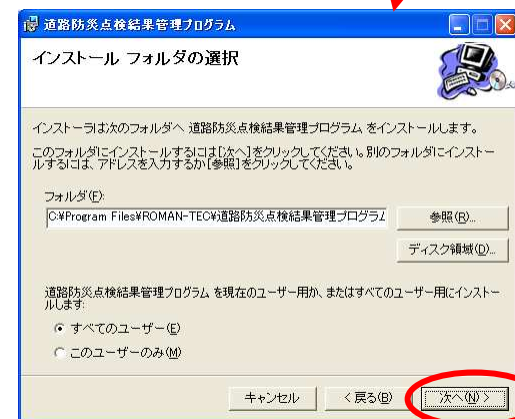 道路防災点検結果管理プログラム
インストール フォルダの選択
インストーラは次のフォルダへ 道路防災点検結果管理プログラム をインストールします。
このフォルダにインストールするには[次へ]をクリックしてください。別のフォルダにインストー
ルするには、アドレスを入力するか[参照]をクリックしてください。
フォルダ(F):
C:¥Program Files¥ROMAN-TEC¥道路防災点検結果管理プログラム
参照(R)...
ディスク領域(D)...
道路防災点検結果管理プログラム を現在のユーザー用か、またはすべてのユーザー用にインストー
ルします:
すべてのユーザー(E)
このユーザーのみ(M)
キャンセル
< 戻る(B)
次へ(N) >